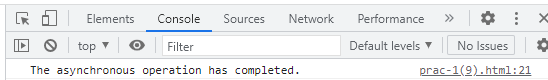 Elements Console Sources Network Performance »
top Filter Default levels No Issues
The asynchronous operation has completed. prac-1(9).html:21